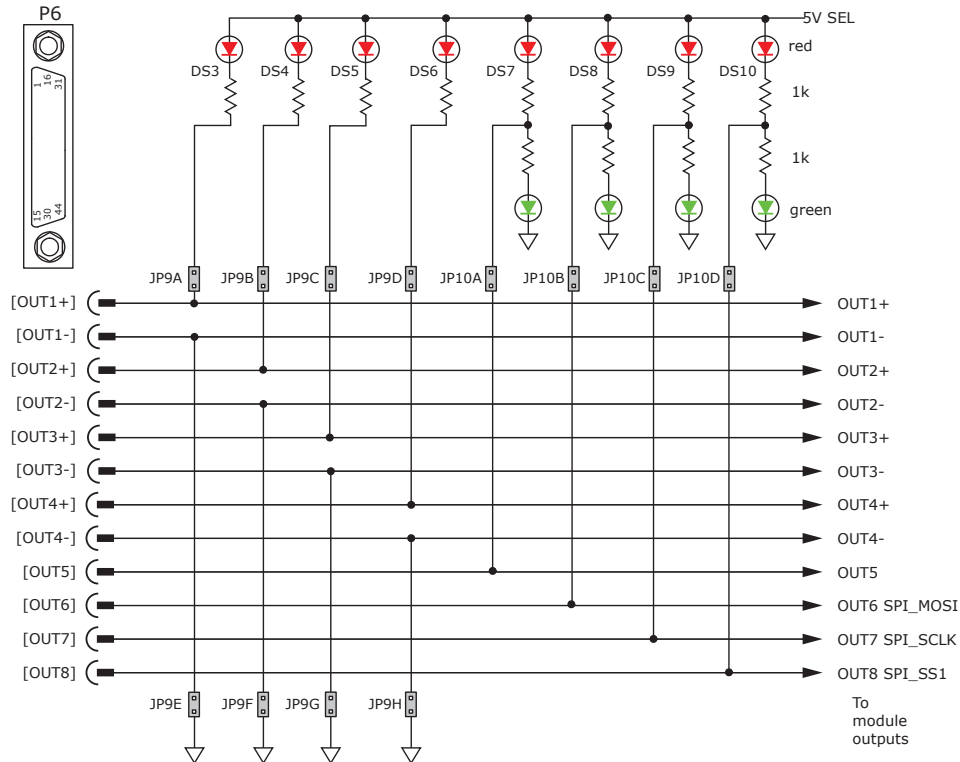 P6
5V SEL
1
16
31
15
30
44
red
DS3 DS4 DS5 DS6 DS7 DS8 DS9 DS10
1k
1k
green
JP9A JP9B JP9C JP9D JP10A JP10B JP10C JP10D
[OUT1+] OUT1+
[OUT1-] OUT1-
[OUT2+] OUT2+
[OUT2-] OUT2-
[OUT3+] OUT3+
[OUT3-] OUT3-
[OUT4+] OUT4+
[OUT4-] OUT4-
[OUT5] OUT5
[OUT6] OUT6 SPI_MOSI
[OUT7] OUT7 SPI_SCLK
[OUT8] OUT8 SPI_SS1
JP9E JP9F JP9G JP9H
To
module
outputs